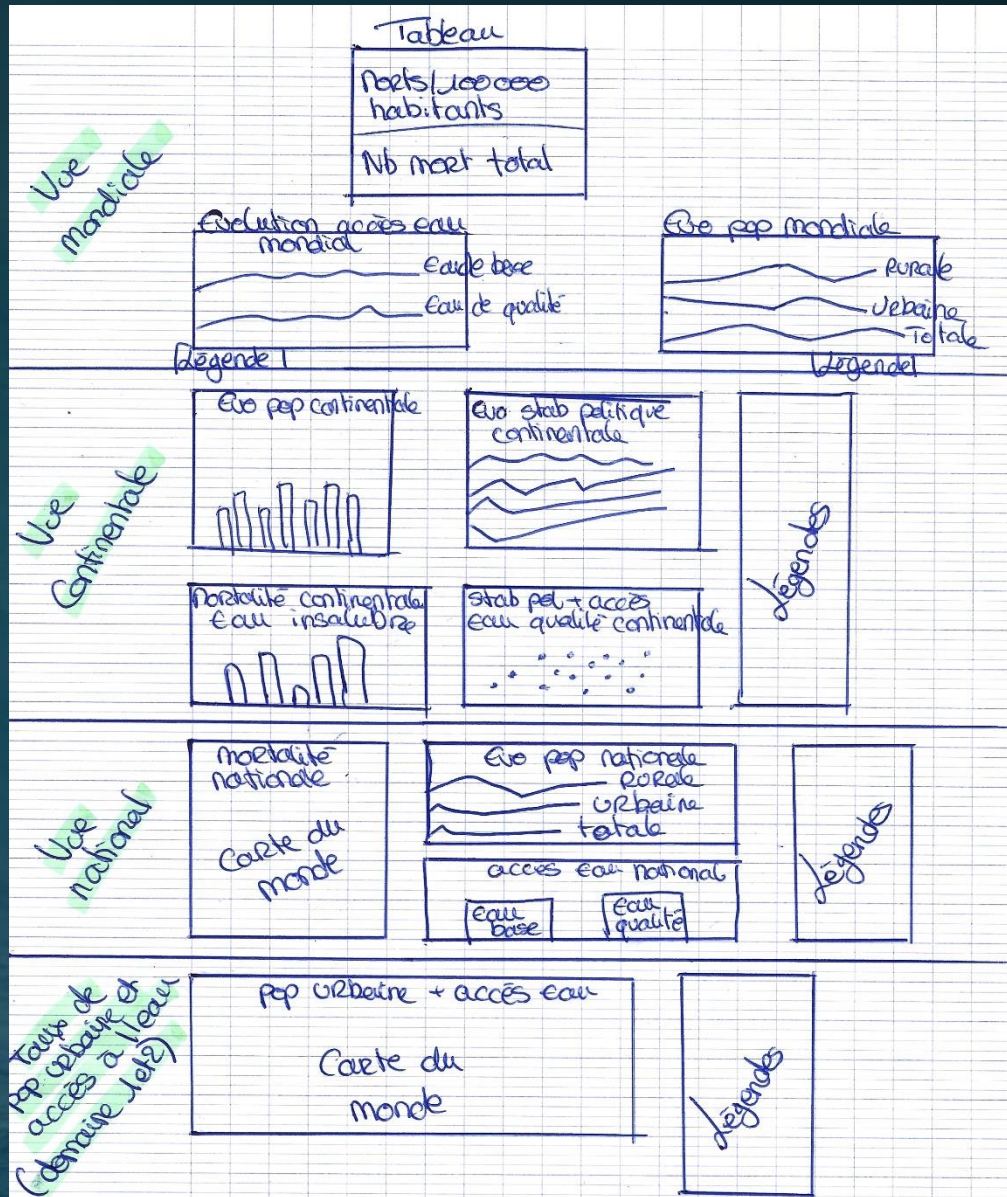 Tableau
Morts/100000
habitants
Nb mort total
Vue
mondiale
Evolution accès eau
mondial
Eau de base
Eau de qualité
Légende
Evo pop mondiale
Rurale
Urbaine
Totale
Légende
Vue
Continentale
Evo pop continentale
Evo stab politique
continentale
Mortalité continentale
Eau insalubre
stab pol + accès
eau qualité continentale
Légendes
Vue
national
mortalité
nationale
Carte du
monde
Evo pop nationale
Rurale
Urbaine
totale
accès eau national
Eau
base
Eau
qualité
Légendes
Taux de
pop urbaine et
accès à l'eau
(domaine 1 et 2)
pop urbaine + accès eau
Carte du
monde
Légendes